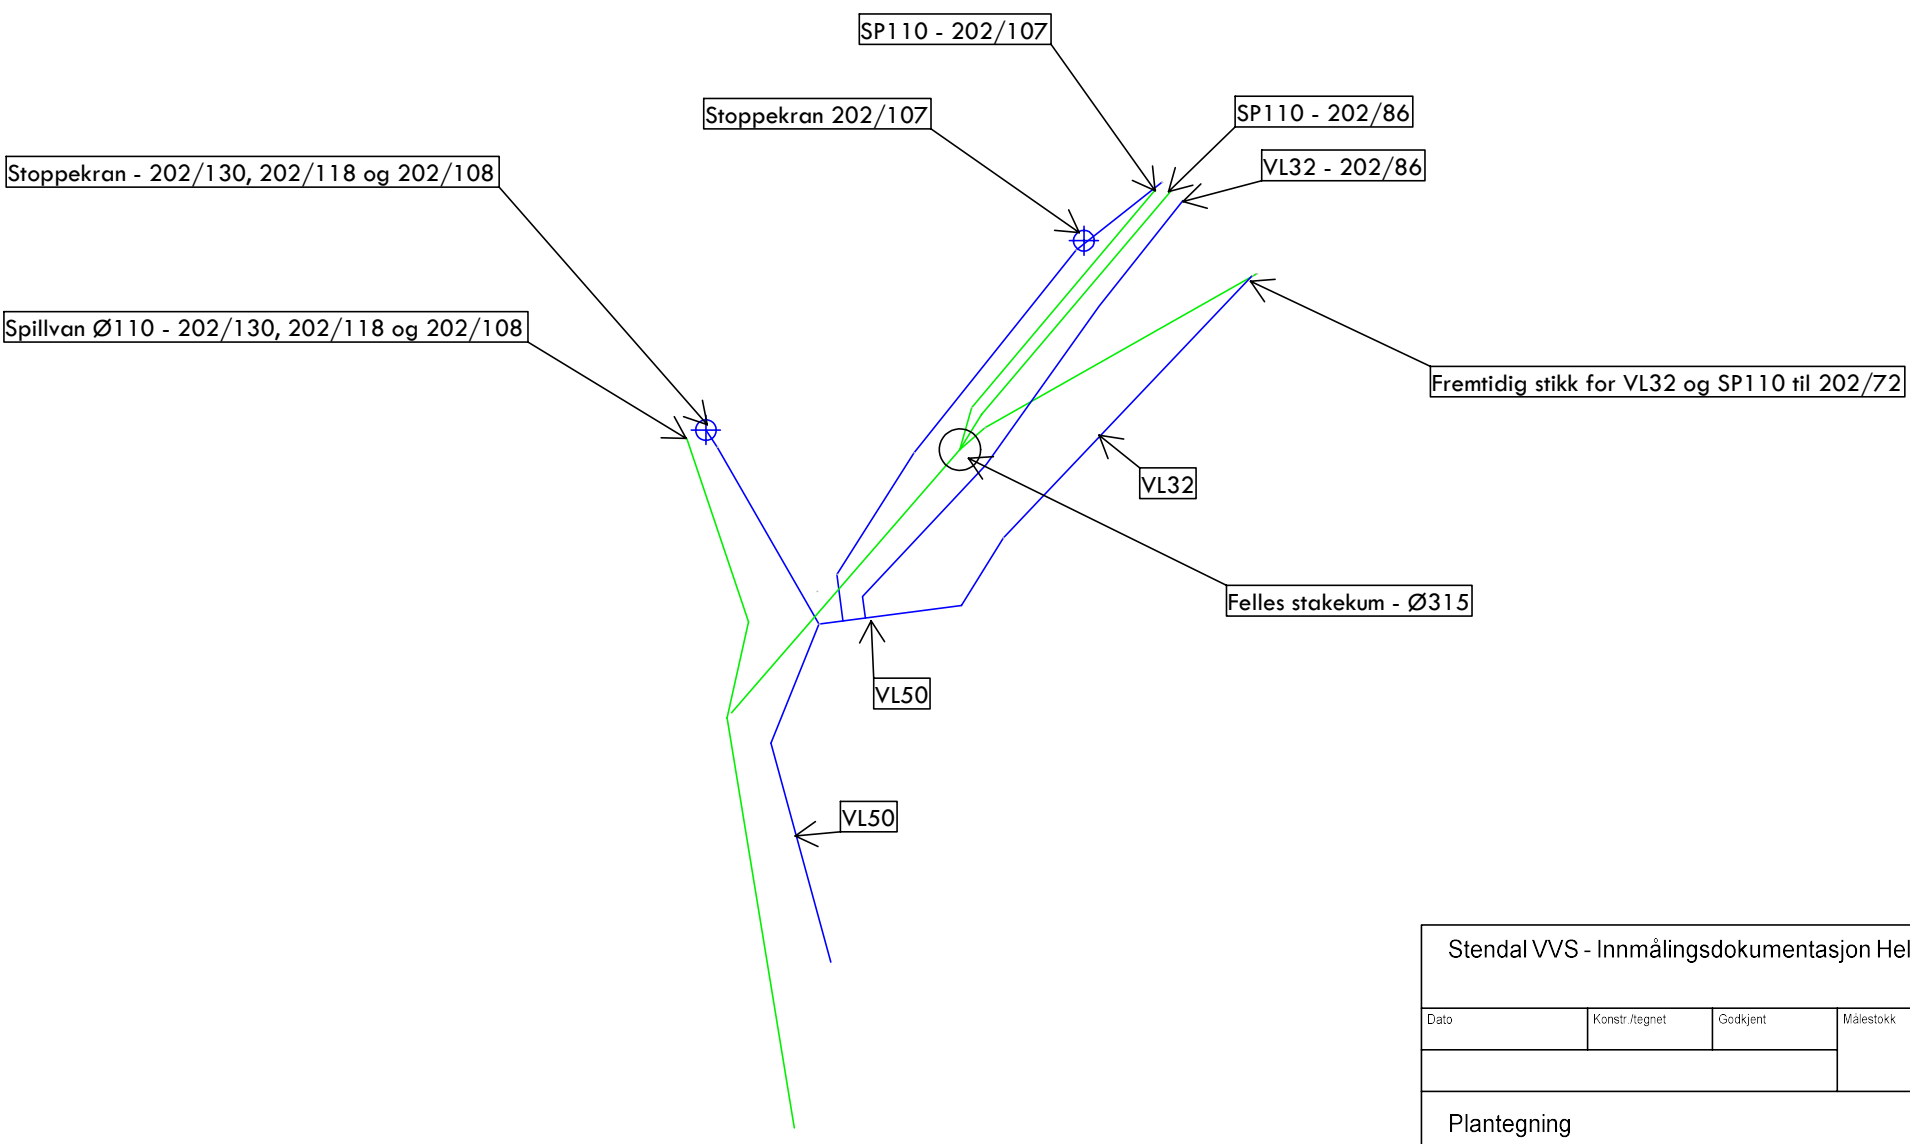 SP110 - 202/107
Stoppekran 202/107
SP110 - 202/86
VL32 - 202/86
Stoppekran - 202/130, 202/118 og 202/108
Spillvan Ø110 - 202/130, 202/118 og 202/108
Fremtidig stikk for VL32 og SP110 til 202/72
VL32
Felles stakekum - Ø315
VL50
VL50
Stendal VVS - Innmålingsdokumentasjon Hel
Dato
Konstr./tegnet
Godkjent
Målestokk
Plantegning